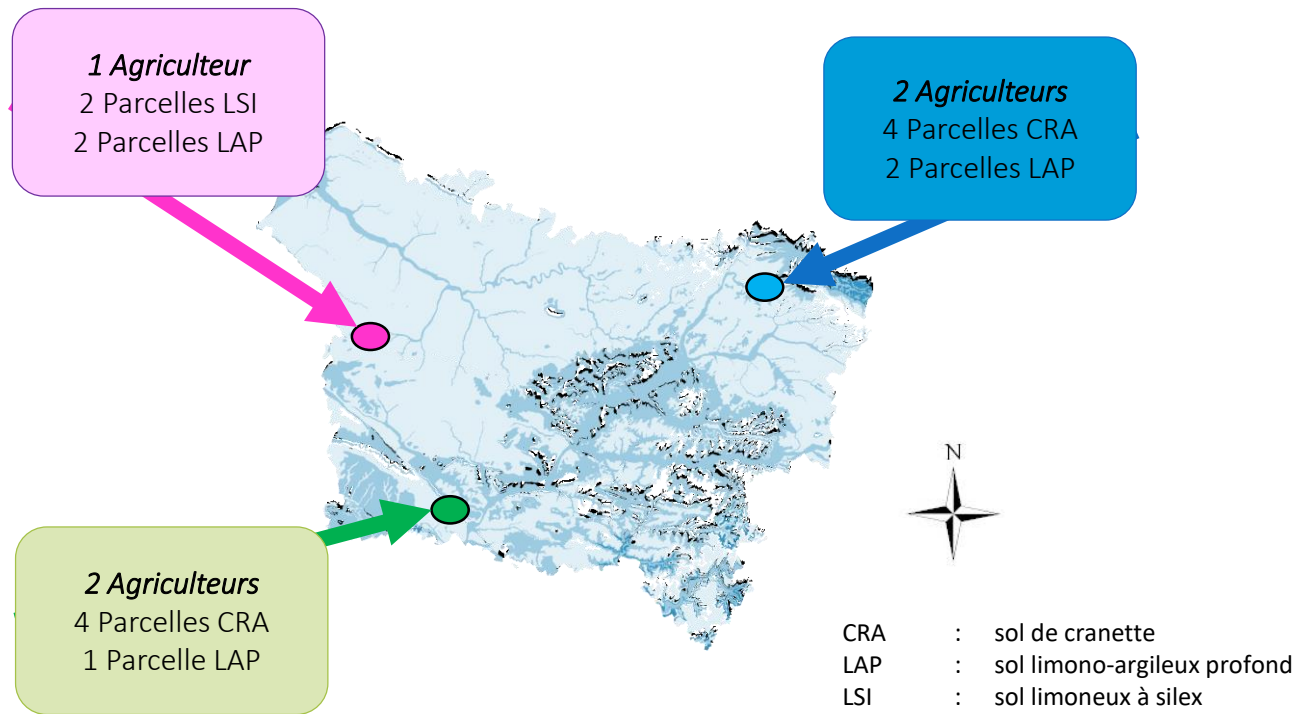 1 Agriculteur
2 Parcelles LSI
2 Parcelles LAP
2 Agriculteurs
4 Parcelles CRA
2 Parcelles LAP
2 Agriculteurs
4 Parcelles CRA
1 Parcelle LAP
N
CRA : sol de cranette
LAP : sol limono-argileux profond
LSI : sol limoneux à silex